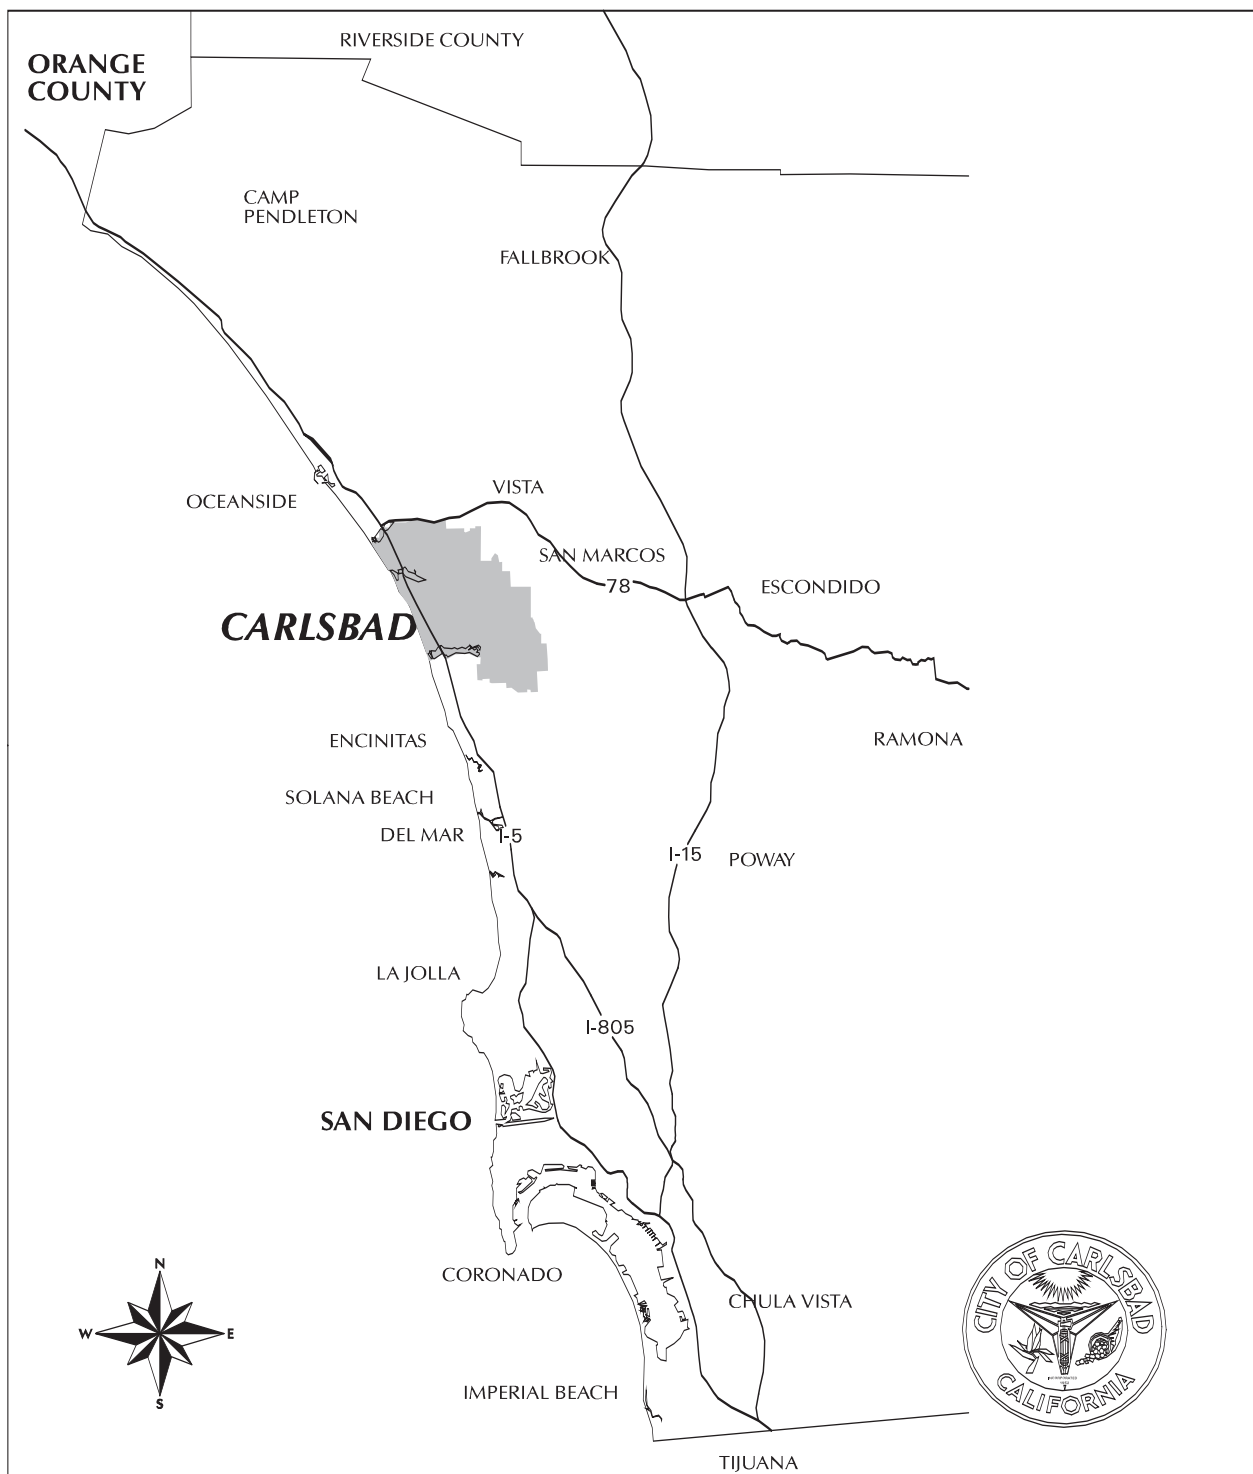 RIVERSIDE COUNTY
ORANGE
COUNTY
CAMP
PENDLETON
FALLBROOK
VISTA
OCEANSIDE
SAN MARCOS
78
ESCONDIDO
CARLSBAD
ENCINITAS
RAMONA
SOLANA BEACH
DEL MAR
I-5
I-15
POWAY
LA JOLLA
I-805
SAN DIEGO
CORONADO
CHULA VISTA
IMPERIAL BEACH
TIJUANA
N
W
E
S
CITY OF CARLSBAD
INCORPORATED
1952
CALIFORNIA